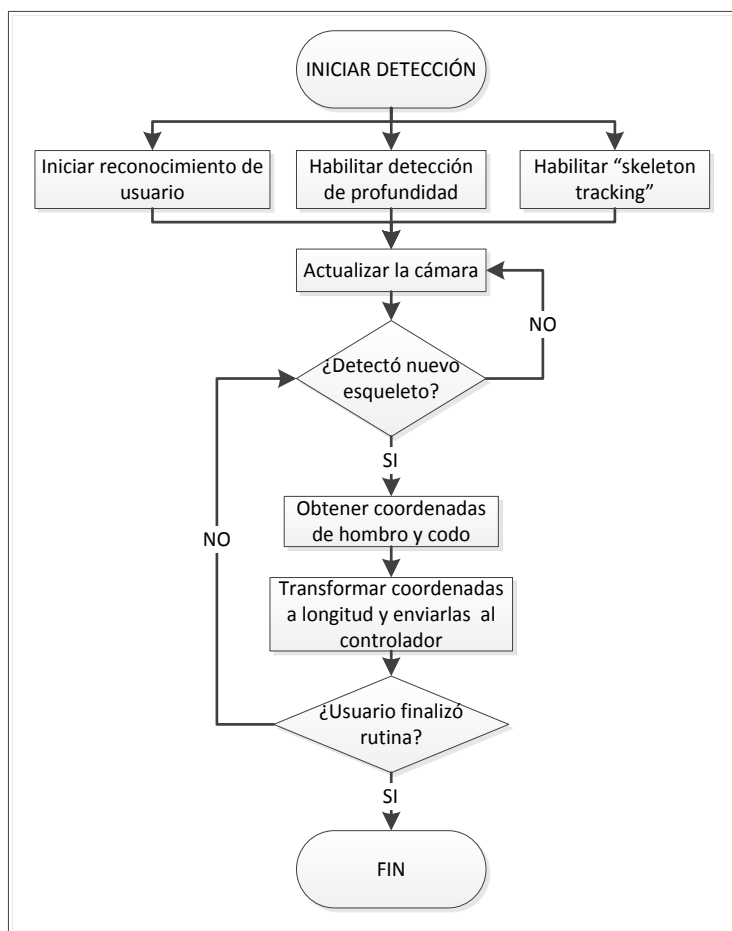 INICIAR DETECCIÓN
Iniciar reconocimiento de
usuario
Habilitar detección
de profundidad
Habilitar “skeleton
tracking”
Actualizar la cámara
NO
¿Detectó nuevo
esqueleto?
SI
Obtener coordenadas
de hombro y codo
NO
Transformar coordenadas
a longitud y enviarlas al
controlador
¿Usuario finalizó
rutina?
SI
FIN